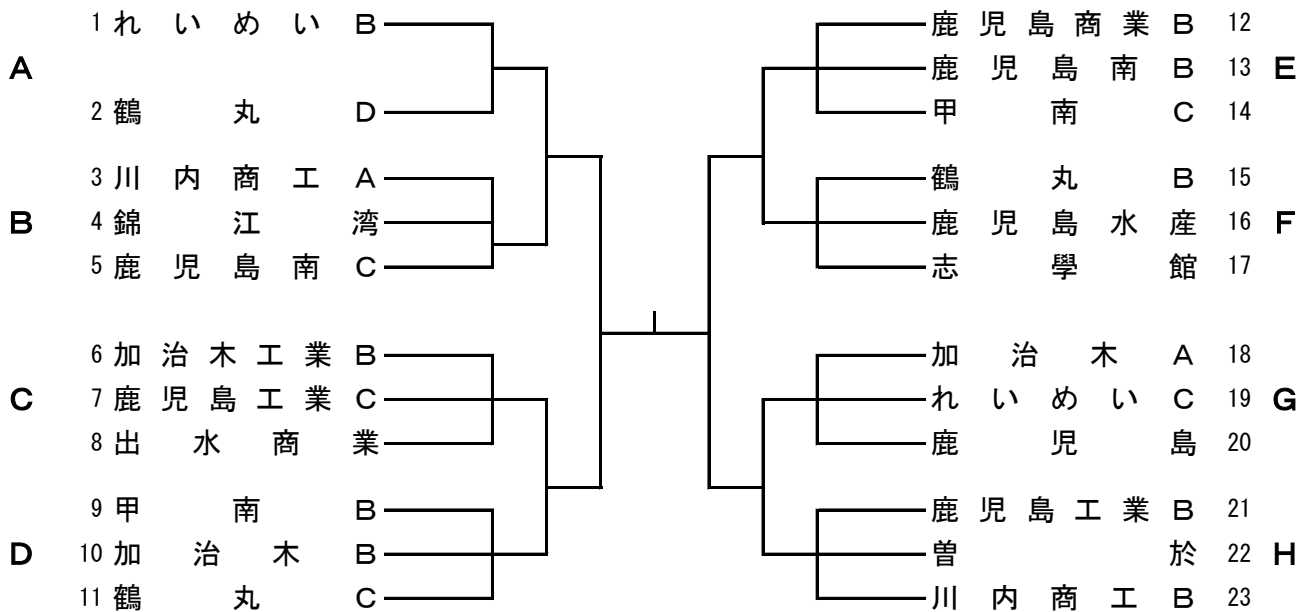 1 れいめい B
A
2 鶴丸 D
3 川内商工 A
B 4 錦江湾
5 鹿児島南 C
6 加治木工業 B
C 7 鹿児島工業 C
8 出水商業
9 甲南 B
D 10 加治木 B
11 鶴丸 C
鹿児島商業 B 12
鹿児島南 B 13 E
甲南 C 14
鶴丸 B 15
鹿児島水産 16 F
志學館 17
加治木 A 18
れいめい C 19 G
鹿児島 20
鹿児島工業 B 21
曽於 22 H
川内商工 B 23